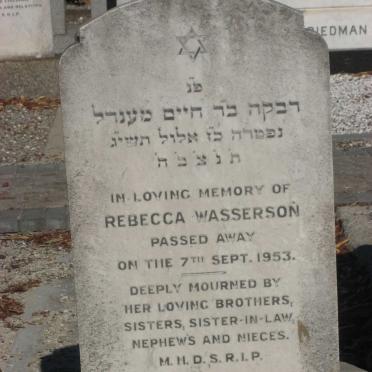 פ נ
רבקה בר חיים מענדל
נפטרה כ׳ז אלול תשי״ג
ת׳ נ׳ צ׳ ב׳ ה׳
IN LOVING MEMORY OF
REBECCA WASSERSON
PASSED AWAY
ON THE 7TH SEPT. 1953.
DEEPLY MOURNED BY
HER LOVING BROTHERS,
SISTERS, SISTER-IN-LAW,
NEPHEWS AND NIECES.
M.H.D.S.R.I.P.
S.R.I.P.
RIEDMAN